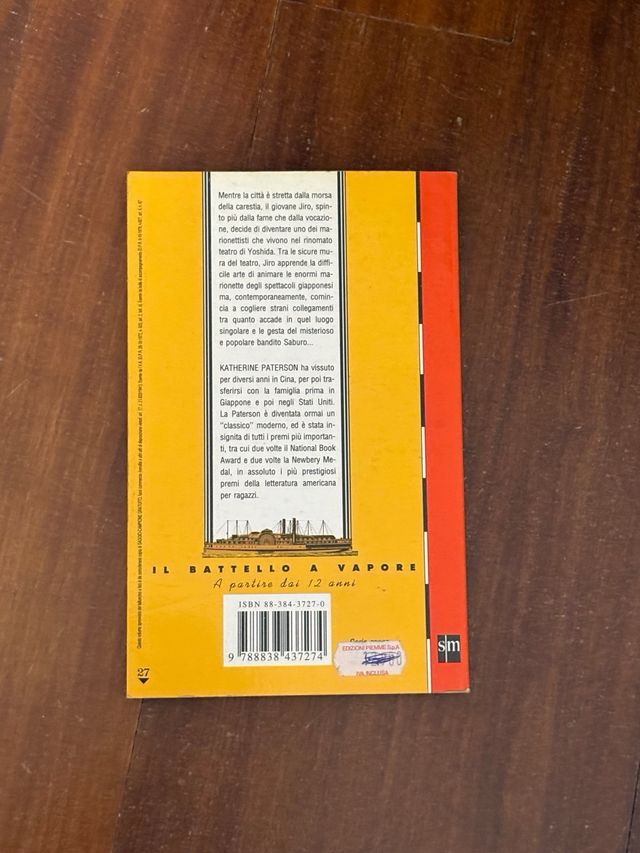 Mentre la città è stretta dalla morsa
della carestia, il giovane Jiro, spin-
to più dalla fame che dalla vocazio-
ne, decide di diventare uno dei ma-
rionettisti che vivono nel rinomato
teatro di Yoshida. Tra le sicure mu-
ra del teatro, Jiro apprende la diffi-
cile arte di animare le enormi ma-
rionette degli spettacoli giapponesi
ma, contemporaneamente, comin-
cia a cogliere strani collegamenti
tra quanto accade in quel luogo
singolare e le gesta del misterioso
e popolare bandito Saburo...
KATHERINE PATERSON ha vissuto
per diversi anni in Cina, per poi tra-
sferirsi con la famiglia prima in
Giappone e poi negli Stati Uniti.
La Paterson è diventata ormai un
"classico" moderno, ed è stata in-
signita di tutti i premi più importan-
ti, tra cui due volte il National Book
Award e due volte la Newbery Me-
dal, in assoluto i più prestigiosi
premi della letteratura americana
per ragazzi.
IL BATTELLO A VAPORE
A partire dai 12 anni
ISBN 88-384-3727-0
9 788838 437274
EDIZIONI PIEMME S.p.A
IVA INCLUSA
s|m
27